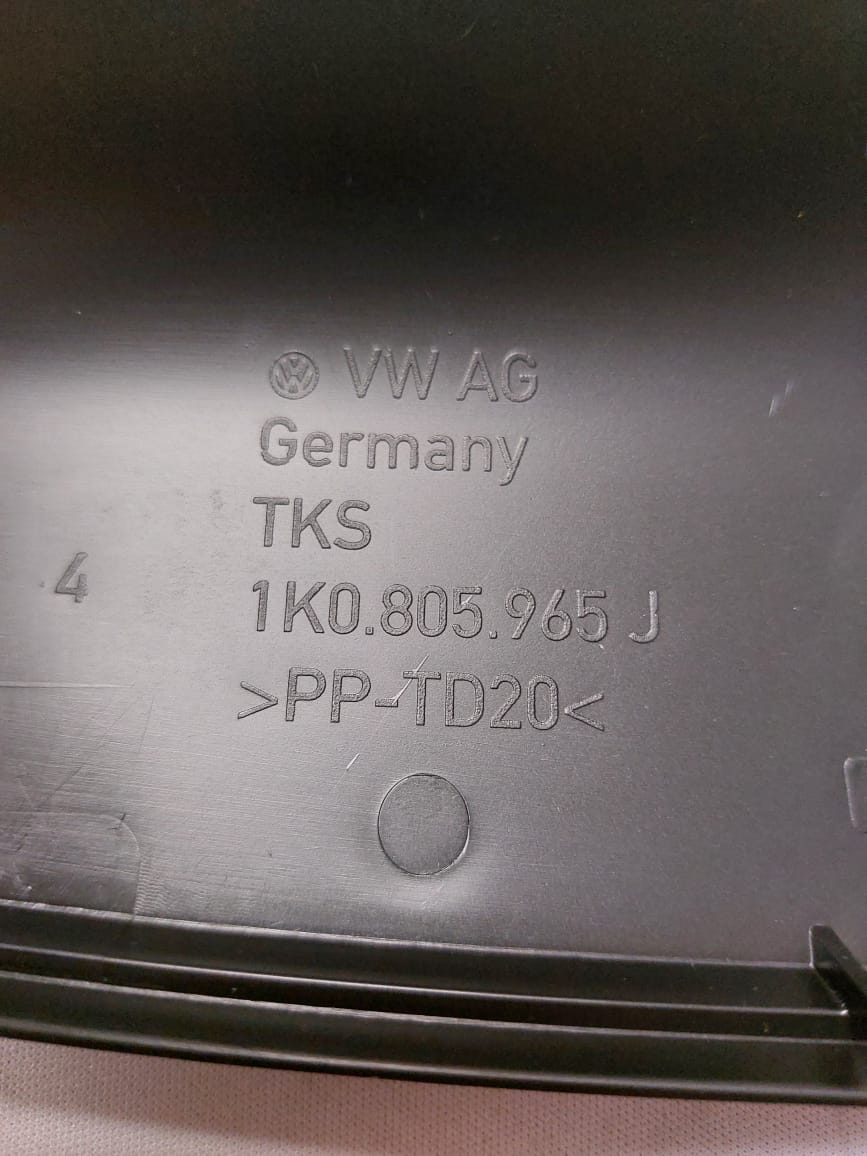 VW AG
Germany
TKS
4
1K0.805.965 J
>PP-TD20<